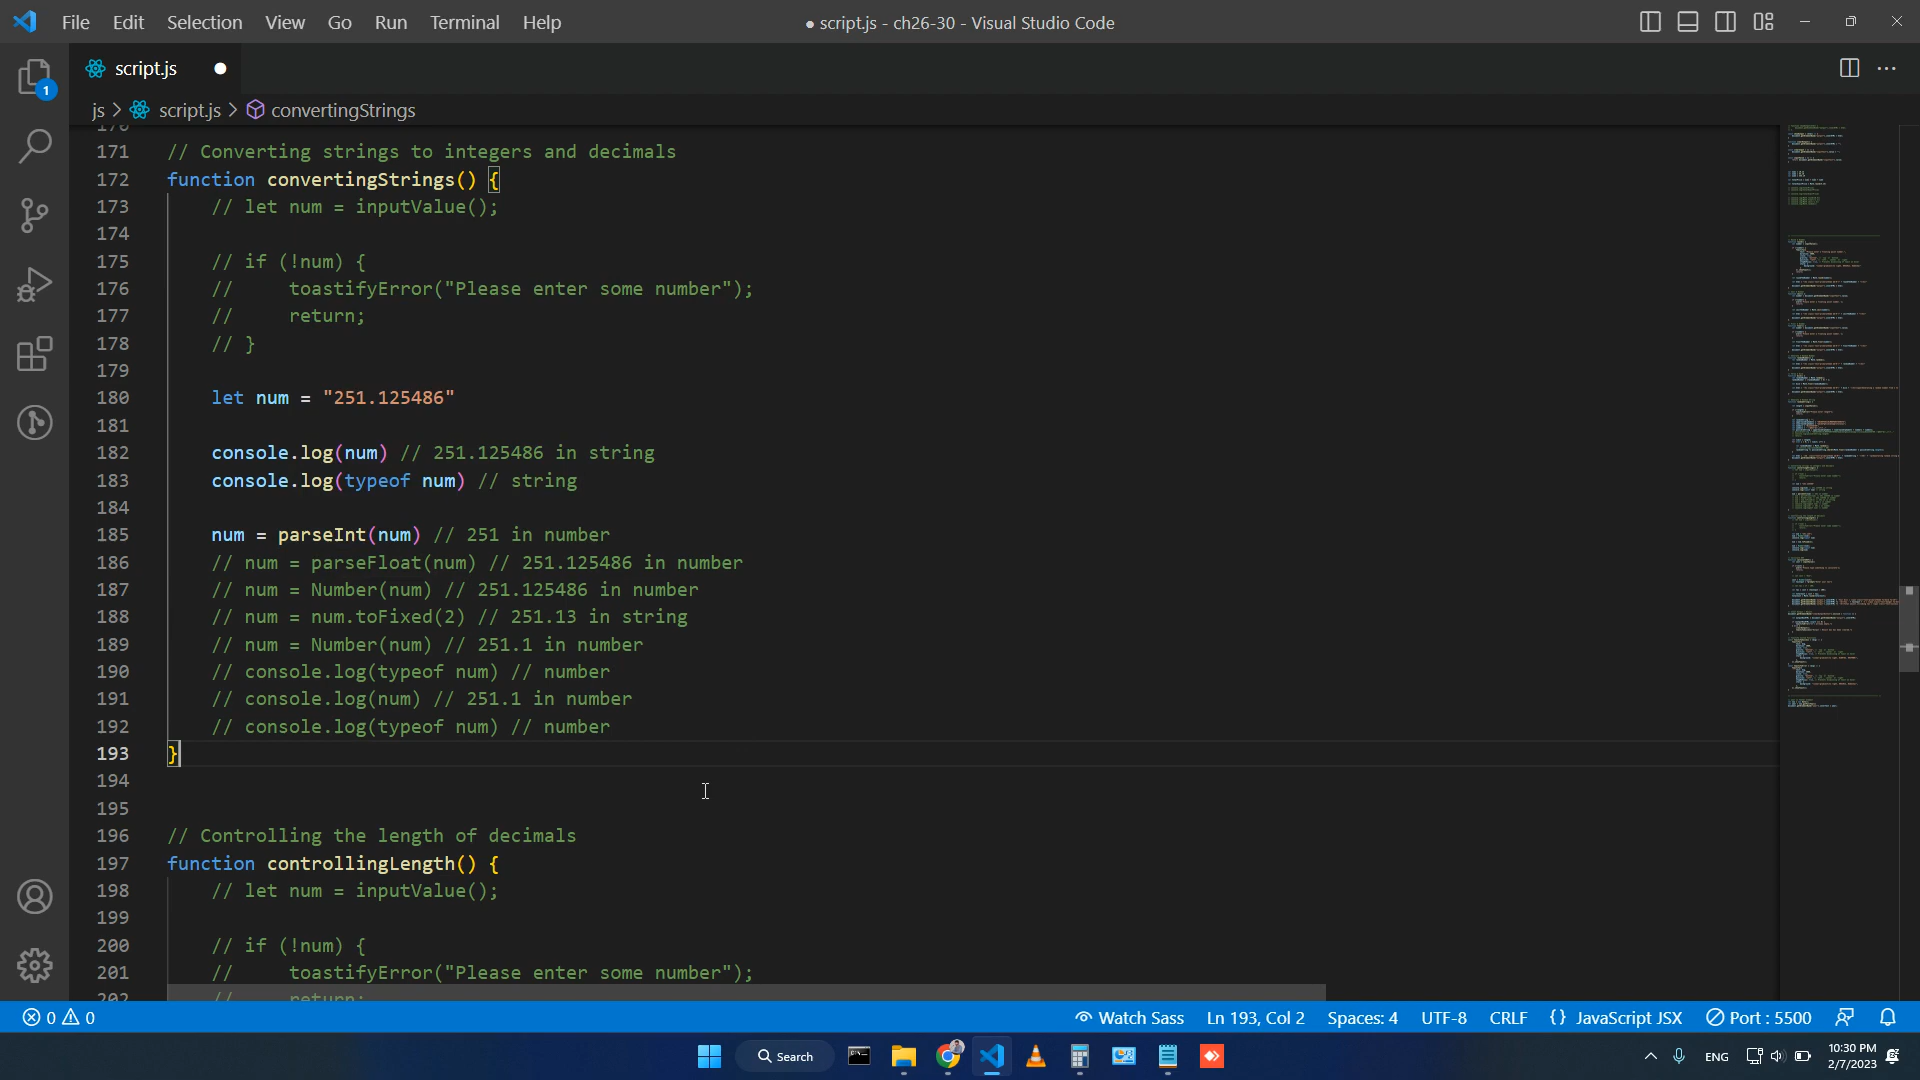 File Edit Selection View Go Run Terminal Help
● script.js - ch26-30 - Visual Studio Code
script.js
js > script.js > convertingStrings
171 // Converting strings to integers and decimals
172 function convertingStrings() {
173 // let num = inputValue();
174
175 // if (!num) {
176 //     toastifyError("Please enter some number");
177 //     return;
178 // }
179
180 let num = "251.125486"
181
182 console.log(num) // 251.125486 in string
183 console.log(typeof num) // string
184
185 num = parseInt(num) // 251 in number
186 // num = parseFloat(num) // 251.125486 in number
187 // num = Number(num) // 251.125486 in number
188 // num = num.toFixed(2) // 251.13 in string
189 // num = Number(num) // 251.1 in number
190 // console.log(typeof num) // number
191 // console.log(num) // 251.1 in number
192 // console.log(typeof num) // number
193 }
194
195
196 // Controlling the length of decimals
197 function controllingLength() {
198 // let num = inputValue();
199
200 // if (!num) {
201 //     toastifyError("Please enter some number");
202 //     return;
1
0 0 Watch Sass Ln 193, Col 2 Spaces: 4 UTF-8 CRLF {} JavaScript JSX Port : 5500
Search
ENG
10:30 PM
2/7/2023